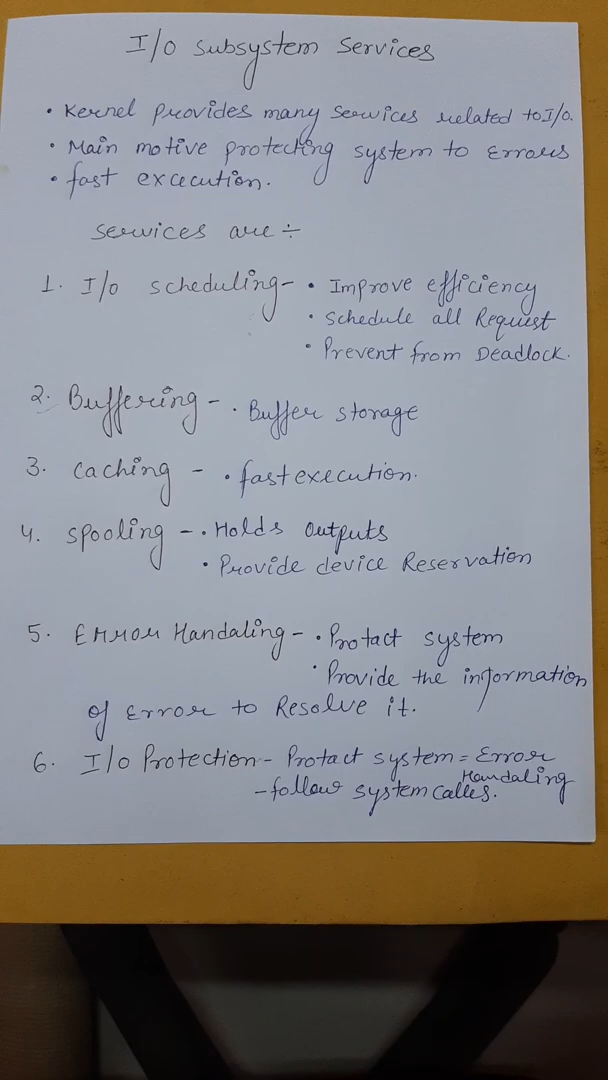 I/O Subsystem Services
• Kernel provides many services related to I/O.
• Main motive protecting system to Errors
• fast excecution.
Services are ÷
1. I/O scheduling - • Improve efficiency
• Schedule all Request
• Prevent from Deadlock.
2. Buffering - • Buffer storage
3. Caching - • fast execution.
4. Spooling - • Holds Outputs
• Provide device Reservation
5. Error Handaling - • Protact system
• Provide the information
of Error to Resolve it.
6. I/O Protection - Protact system = Error
Handaling
- follow system calles.